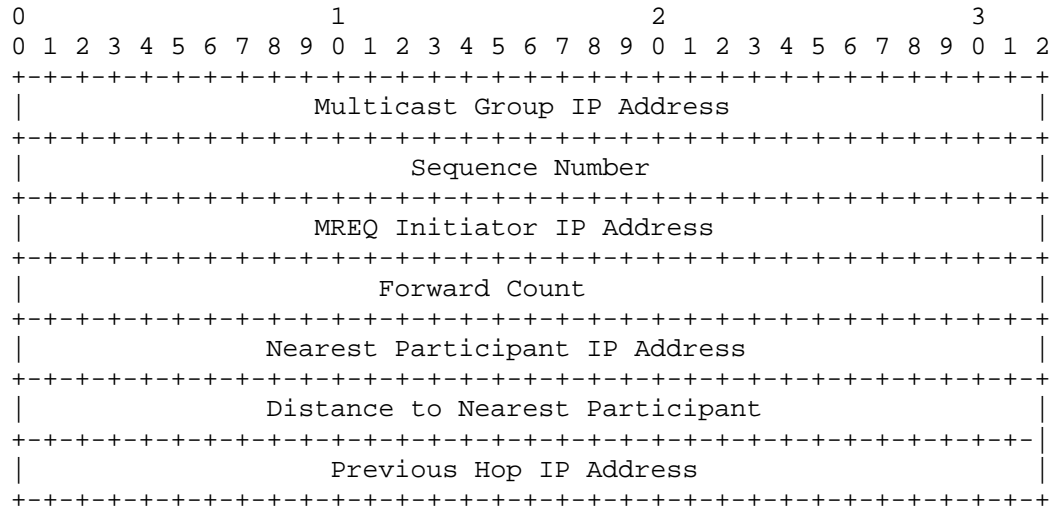 0                   1                   2                   3
0 1 2 3 4 5 6 7 8 9 0 1 2 3 4 5 6 7 8 9 0 1 2 3 4 5 6 7 8 9 0 1 2
+-+-+-+-+-+-+-+-+-+-+-+-+-+-+-+-+-+-+-+-+-+-+-+-+-+-+-+-+-+-+-+-+
|                  Multicast Group IP Address                   |
+-+-+-+-+-+-+-+-+-+-+-+-+-+-+-+-+-+-+-+-+-+-+-+-+-+-+-+-+-+-+-+-+
|                        Sequence Number                        |
+-+-+-+-+-+-+-+-+-+-+-+-+-+-+-+-+-+-+-+-+-+-+-+-+-+-+-+-+-+-+-+-+
|                  MREQ Initiator IP Address                    |
+-+-+-+-+-+-+-+-+-+-+-+-+-+-+-+-+-+-+-+-+-+-+-+-+-+-+-+-+-+-+-+-+
|                      Forward Count                            |
+-+-+-+-+-+-+-+-+-+-+-+-+-+-+-+-+-+-+-+-+-+-+-+-+-+-+-+-+-+-+-+-+
|               Nearest Participant IP Address                  |
+-+-+-+-+-+-+-+-+-+-+-+-+-+-+-+-+-+-+-+-+-+-+-+-+-+-+-+-+-+-+-+-+
|               Distance to Nearest Participant                 |
+-+-+-+-+-+-+-+-+-+-+-+-+-+-+-+-+-+-+-+-+-+-+-+-+-+-+-+-+-+-+-+-|
|                   Previous Hop IP Address                     |
+-+-+-+-+-+-+-+-+-+-+-+-+-+-+-+-+-+-+-+-+-+-+-+-+-+-+-+-+-+-+-+-+